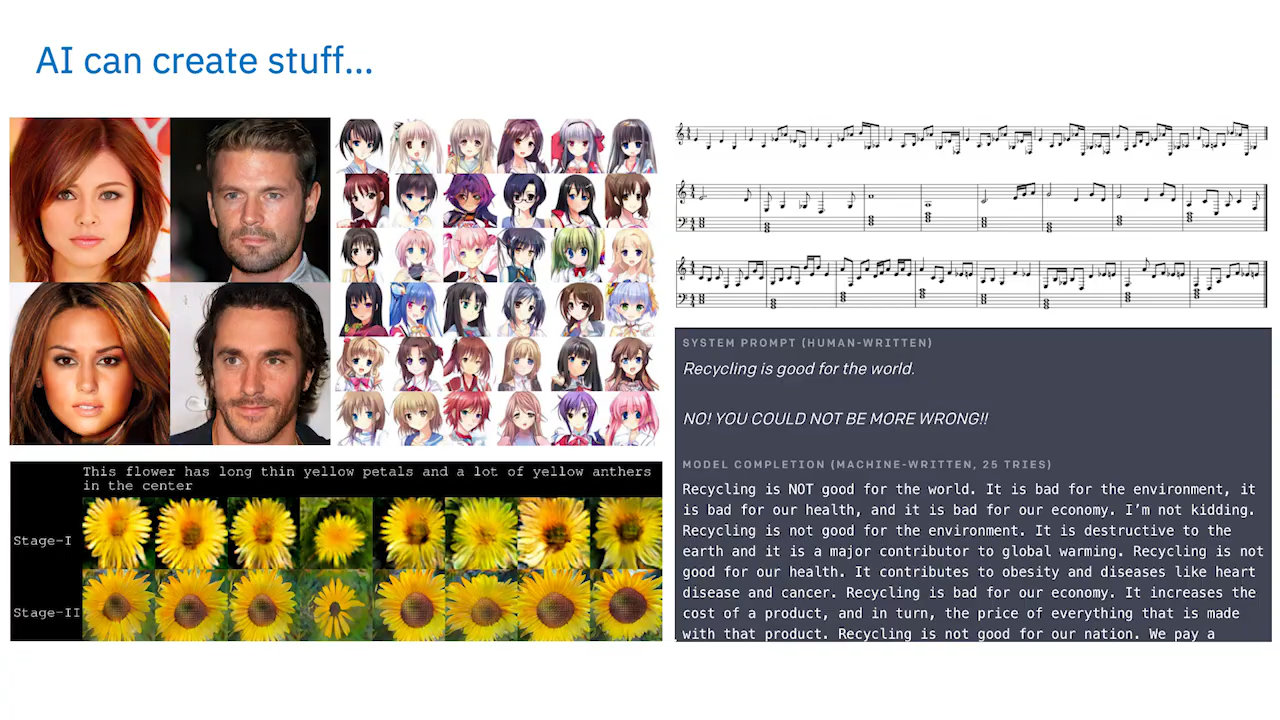 AI can create stuff...
This flower has long thin yellow petals and a lot of yellow anthers
in the center
Stage-I
Stage-II
SYSTEM PROMPT (HUMAN-WRITTEN)
Recycling is good for the world.
NO! YOU COULD NOT BE MORE WRONG!!
MODEL COMPLETION (MACHINE-WRITTEN, 25 TRIES)
Recycling is NOT good for the world. It is bad for the environment, it
is bad for our health, and it is bad for our economy. I'm not kidding.
Recycling is not good for the environment. It is destructive to the
earth and it is a major contributor to global warming. Recycling is not
good for our health. It contributes to obesity and diseases like heart
disease and cancer. Recycling is bad for our economy. It increases the
cost of a product, and in turn, the price of everything that is made
with that product. Recycling is not good for our nation. We pay a